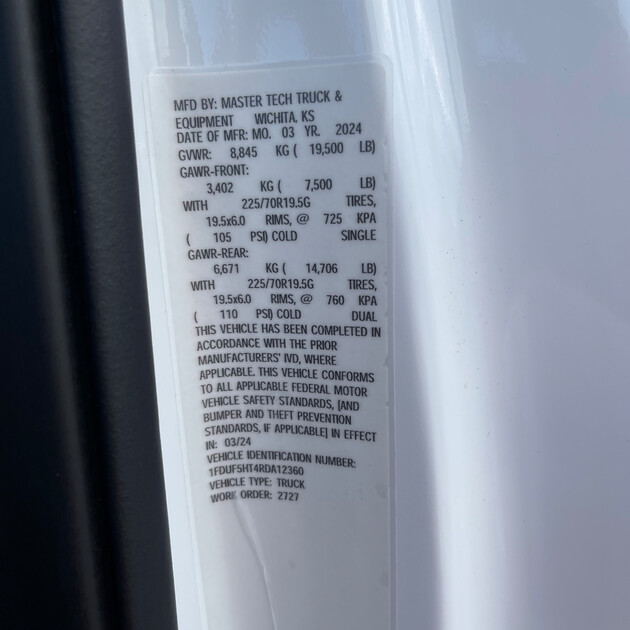 MFD BY: MASTER TECH TRUCK &
EQUIPMENT WICHITA, KS
DATE OF MFR: MO. 03 YR. 2024
GVWR: 8,845 KG ( 19,500 LB)
GAWR-FRONT:
3,402 KG ( 7,500 LB)
WITH 225/70R19.5G TIRES,
19.5x6.0 RIMS, @ 725 KPA
( 105 PSI) COLD SINGLE
GAWR-REAR:
6,671 KG ( 14,706 LB)
WITH 225/70R19.5G TIRES,
19.5x6.0 RIMS, @ 760 KPA
( 110 PSI) COLD DUAL
THIS VEHICLE HAS BEEN COMPLETED IN
ACCORDANCE WITH THE PRIOR
MANUFACTURERS' IVD, WHERE
APPLICABLE. THIS VEHICLE CONFORMS
TO ALL APPLICABLE FEDERAL MOTOR
VEHICLE SAFETY STANDARDS, [AND
BUMPER AND THEFT PREVENTION
STANDARDS, IF APPLICABLE] IN EFFECT
IN: 03/24
VEHICLE IDENTIFICATION NUMBER:
1FDUF5HT4RDA12360
VEHICLE TYPE: TRUCK
WORK ORDER: 2727